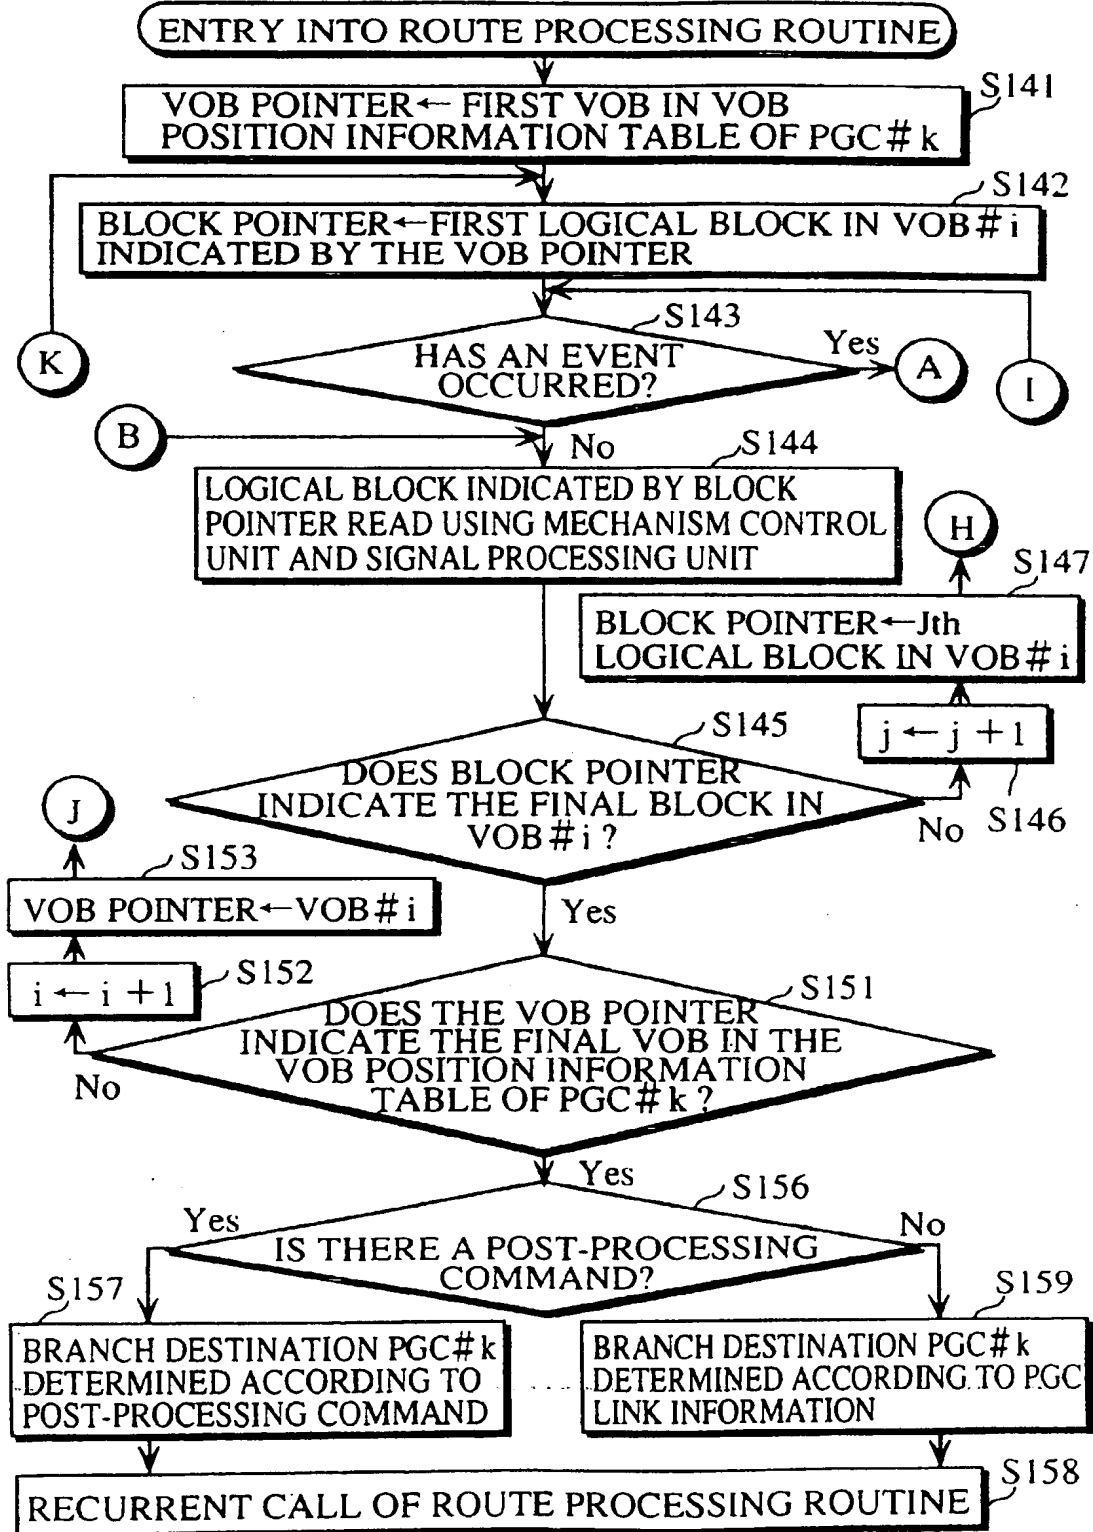 ENTRY INTO ROUTE PROCESSING ROUTINE
S141
VOB POINTER← FIRST VOB IN VOB
POSITION INFORMATION TABLE OF PGC#k
S142
BLOCK POINTER←FIRST LOGICAL BLOCK IN VOB#i
INDICATED BY THE VOB POINTER
S143
HAS AN EVENT
OCCURRED?
Yes
A
K
I
B
No
S144
LOGICAL BLOCK INDICATED BY BLOCK
POINTER READ USING MECHANISM CONTROL
UNIT AND SIGNAL PROCESSING UNIT
H
S147
BLOCK POINTER←Jth
LOGICAL BLOCK IN VOB#i
j ← j + 1
S146
S145
DOES BLOCK POINTER
INDICATE THE FINAL BLOCK IN
VOB#i?
No
Yes
J
S153
VOB POINTER←VOB#i
S152
i ← i + 1
S151
DOES THE VOB POINTER
INDICATE THE FINAL VOB IN THE
VOB POSITION INFORMATION
TABLE OF PGC#k?
No
Yes
S156
IS THERE A POST-PROCESSING
COMMAND?
Yes
No
S157
BRANCH DESTINATION PGC#k
DETERMINED ACCORDING TO
POST-PROCESSING COMMAND
S159
BRANCH DESTINATION PGC#k
DETERMINED ACCORDING TO PGC
LINK INFORMATION
S158
RECURRENT CALL OF ROUTE PROCESSING ROUTINE